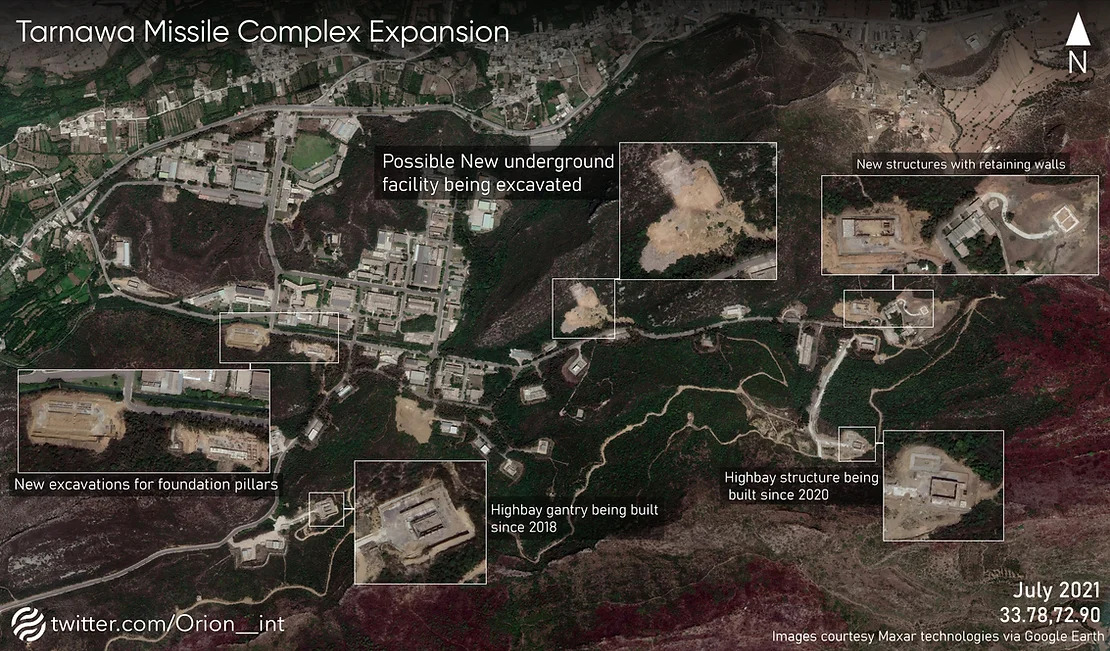 Tarnawa Missile Complex Expansion
N
Possible New underground
facility being excavated
New structures with retaining walls
New excavations for foundation pillars
Highbay gantry being built
since 2018
Highbay structure being
built since 2020
July 2021
33.78,72.90
twitter.com/Orion__int
Images courtesy Maxar technologies via Google Earth